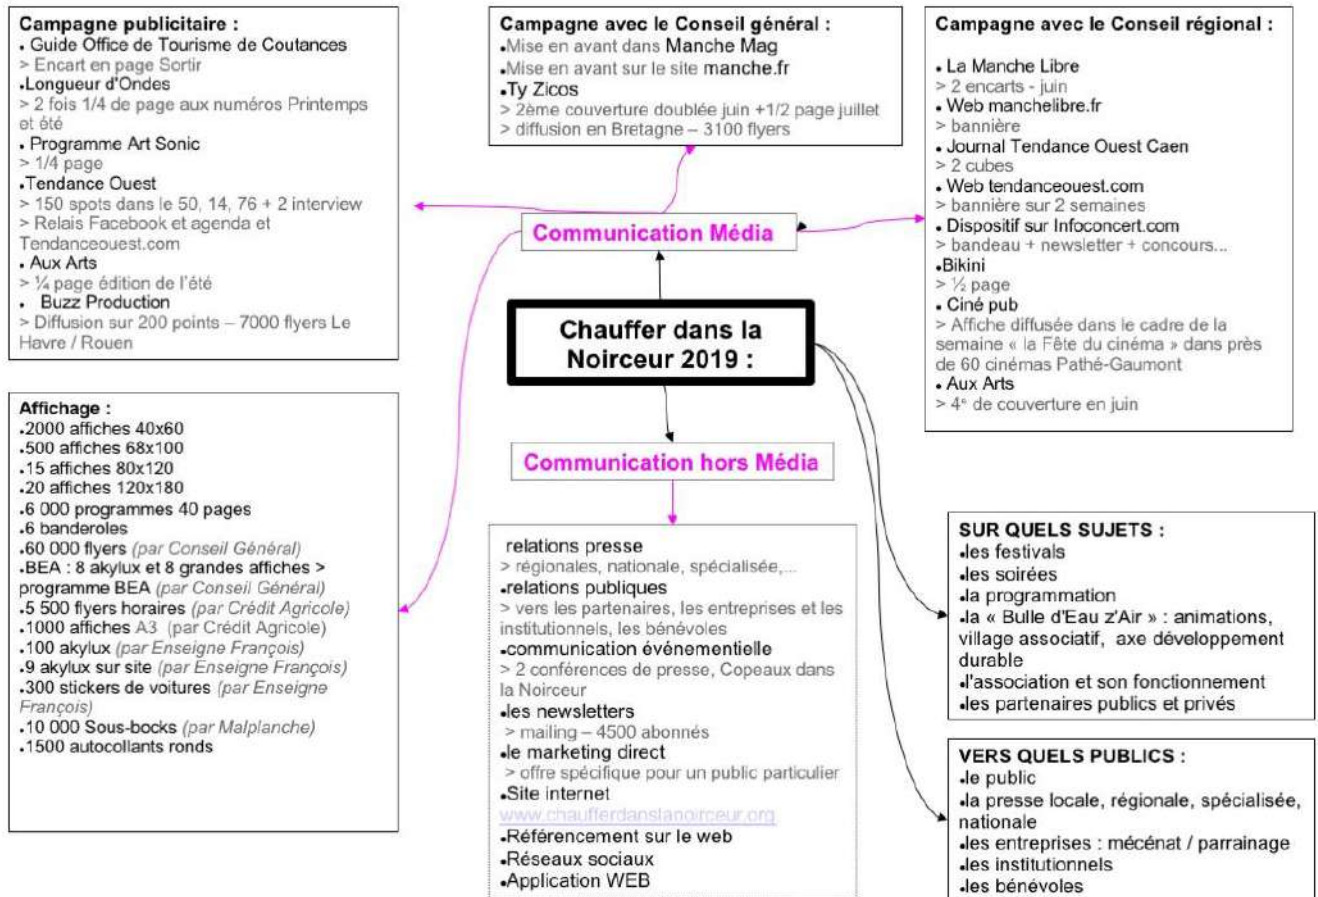 Campagne publicitaire :
• Guide Office de Tourisme de Coutances
> Encart en page Sortir
•Longueur d'Ondes
> 2 fois 1/4 de page aux numéros Printemps
et été
• Programme Art Sonic
> 1/4 page
•Tendance Ouest
> 150 spots dans le 50, 14, 76 + 2 interview
> Relais Facebook et agenda et
Tendanceouest.com
• Aux Arts
> ¼ page édition de l'été
• Buzz Production
> Diffusion sur 200 points – 7000 flyers Le
Havre / Rouen
Campagne avec le Conseil général :
•Mise en avant dans Manche Mag
•Mise en avant sur le site manche.fr
•Ty Zicos
> 2ème couverture doublée juin +1/2 page juillet
> diffusion en Bretagne – 3100 flyers
Campagne avec le Conseil régional :
• La Manche Libre
> 2 encarts - juin
• Web manchelibre.fr
> bannière
• Journal Tendance Ouest Caen
> 2 cubes
• Web tendanceouest.com
> bannière sur 2 semaines
• Dispositif sur Infoconcert.com
> bandeau + newsletter + concours...
•Bikini
> ½ page
• Ciné pub
> Affiche diffusée dans le cadre de la
semaine « la Fête du cinéma » dans près
de 60 cinémas Pathé-Gaumont
• Aux Arts
> 4ᵉ de couverture en juin
Communication Média
Chauffer dans la
Noirceur 2019 :
Communication hors Média
Affichage :
•2000 affiches 40x60
•500 affiches 68x100
•15 affiches 80x120
•20 affiches 120x180
•6 000 programmes 40 pages
•6 banderoles
•60 000 flyers (par Conseil Général)
•BEA : 8 akylux et 8 grandes affiches >
programme BEA (par Conseil Général)
•5 500 flyers horaires (par Crédit Agricole)
•1000 affiches A3 (par Crédit Agricole)
•100 akylux (par Enseigne François)
•9 akylux sur site (par Enseigne François)
•300 stickers de voitures (par Enseigne
François)
•10 000 Sous-bocks (par Malplanche)
•1500 autocollants ronds
relations presse
> régionales, nationale, spécialisée,...
•relations publiques
> vers les partenaires, les entreprises et les
institutionnels, les bénévoles
•communication événementielle
> 2 conférences de presse, Copeaux dans
la Noirceur
•les newsletters
> mailing – 4500 abonnés
•le marketing direct
> offre spécifique pour un public particulier
•Site internet
www.chaufferdanslanoirceur.org
•Référencement sur le web
•Réseaux sociaux
•Application WEB
SUR QUELS SUJETS :
•les festivals
•les soirées
•la programmation
•la « Bulle d'Eau z'Air » : animations,
village associatif, axe développement
durable
•l'association et son fonctionnement
•les partenaires publics et privés
VERS QUELS PUBLICS :
•le public
•la presse locale, régionale, spécialisée,
nationale
•les entreprises : mécénat / parrainage
•les institutionnels
•les bénévoles